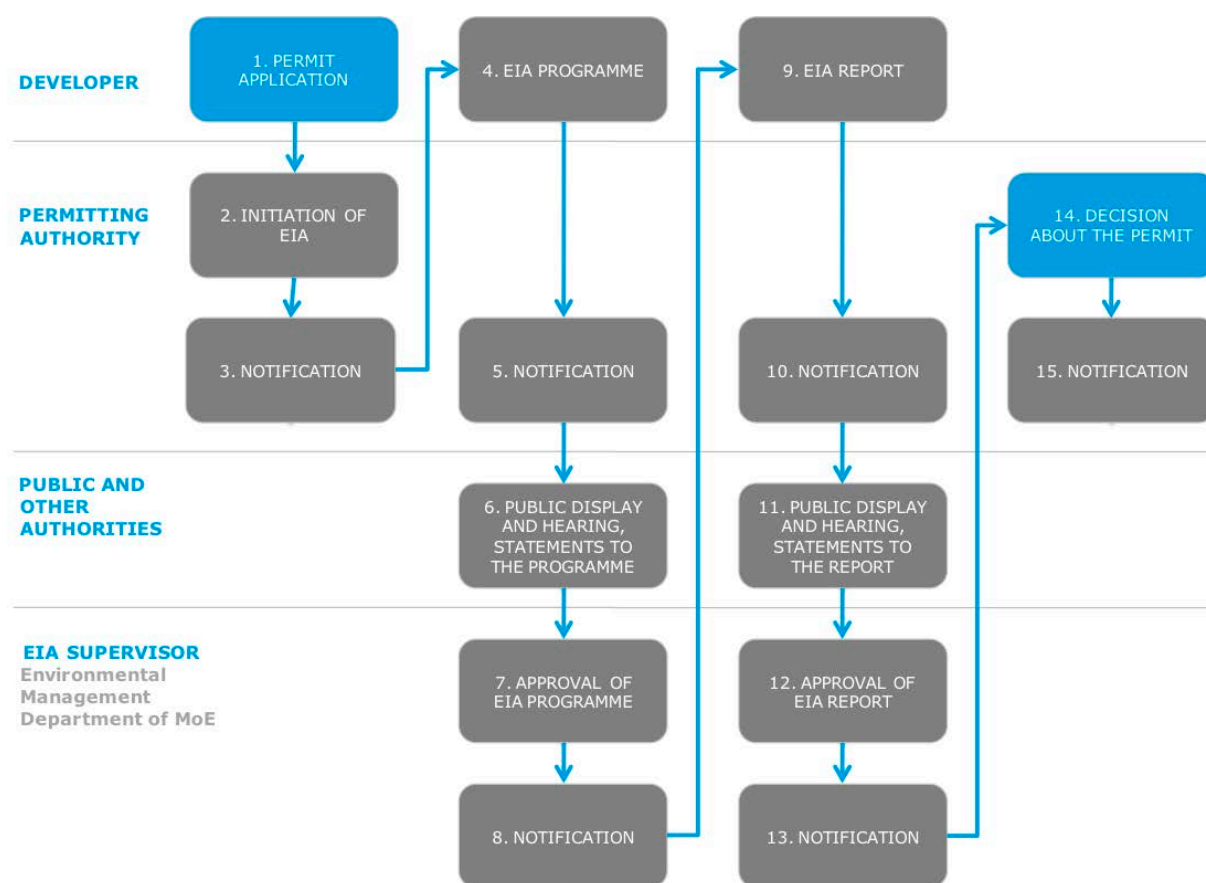 DEVELOPER
1. PERMIT
APPLICATION
4. EIA PROGRAMME
9. EIA REPORT
PERMITTING
AUTHORITY
2. INITIATION OF
EIA
14. DECISION
ABOUT THE PERMIT
3. NOTIFICATION
5. NOTIFICATION
10. NOTIFICATION
15. NOTIFICATION
PUBLIC AND
OTHER
AUTHORITIES
6. PUBLIC DISPLAY
AND HEARING,
STATEMENTS TO
THE PROGRAMME
11. PUBLIC DISPLAY
AND HEARING,
STATEMENTS TO
THE REPORT
EIA SUPERVISOR
Environmental
Management
Department of MoE
7. APPROVAL OF
EIA PROGRAMME
12. APPROVAL OF
EIA REPORT
8. NOTIFICATION
13. NOTIFICATION